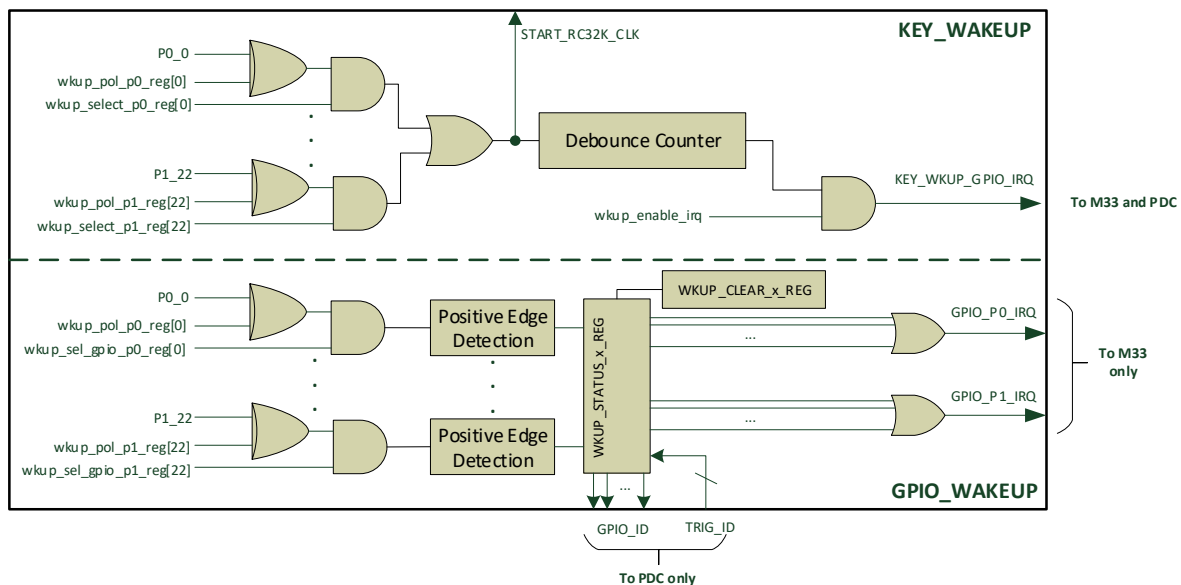 START_RC32K_CLK
KEY_WAKEUP
P0_0
wkup_pol_p0_reg[0]
wkup_select_p0_reg[0]
Debounce Counter
P1_22
wkup_pol_p1_reg[22]
wkup_select_p1_reg[22]
wkup_enable_irq
KEY_WKUP_GPIO_IRQ
To M33 and PDC
P0_0
wkup_pol_p0_reg[0]
wkup_sel_gpio_p0_reg[0]
Positive Edge
Detection
WKUP_STATUS_x_REG
WKUP_CLEAR_x_REG
...
GPIO_P0_IRQ
To M33
only
P1_22
wkup_pol_p1_reg[22]
wkup_sel_gpio_p1_reg[22]
Positive Edge
Detection
...
GPIO_P1_IRQ
...
GPIO_WAKEUP
GPIO_ID
TRIG_ID
To PDC only